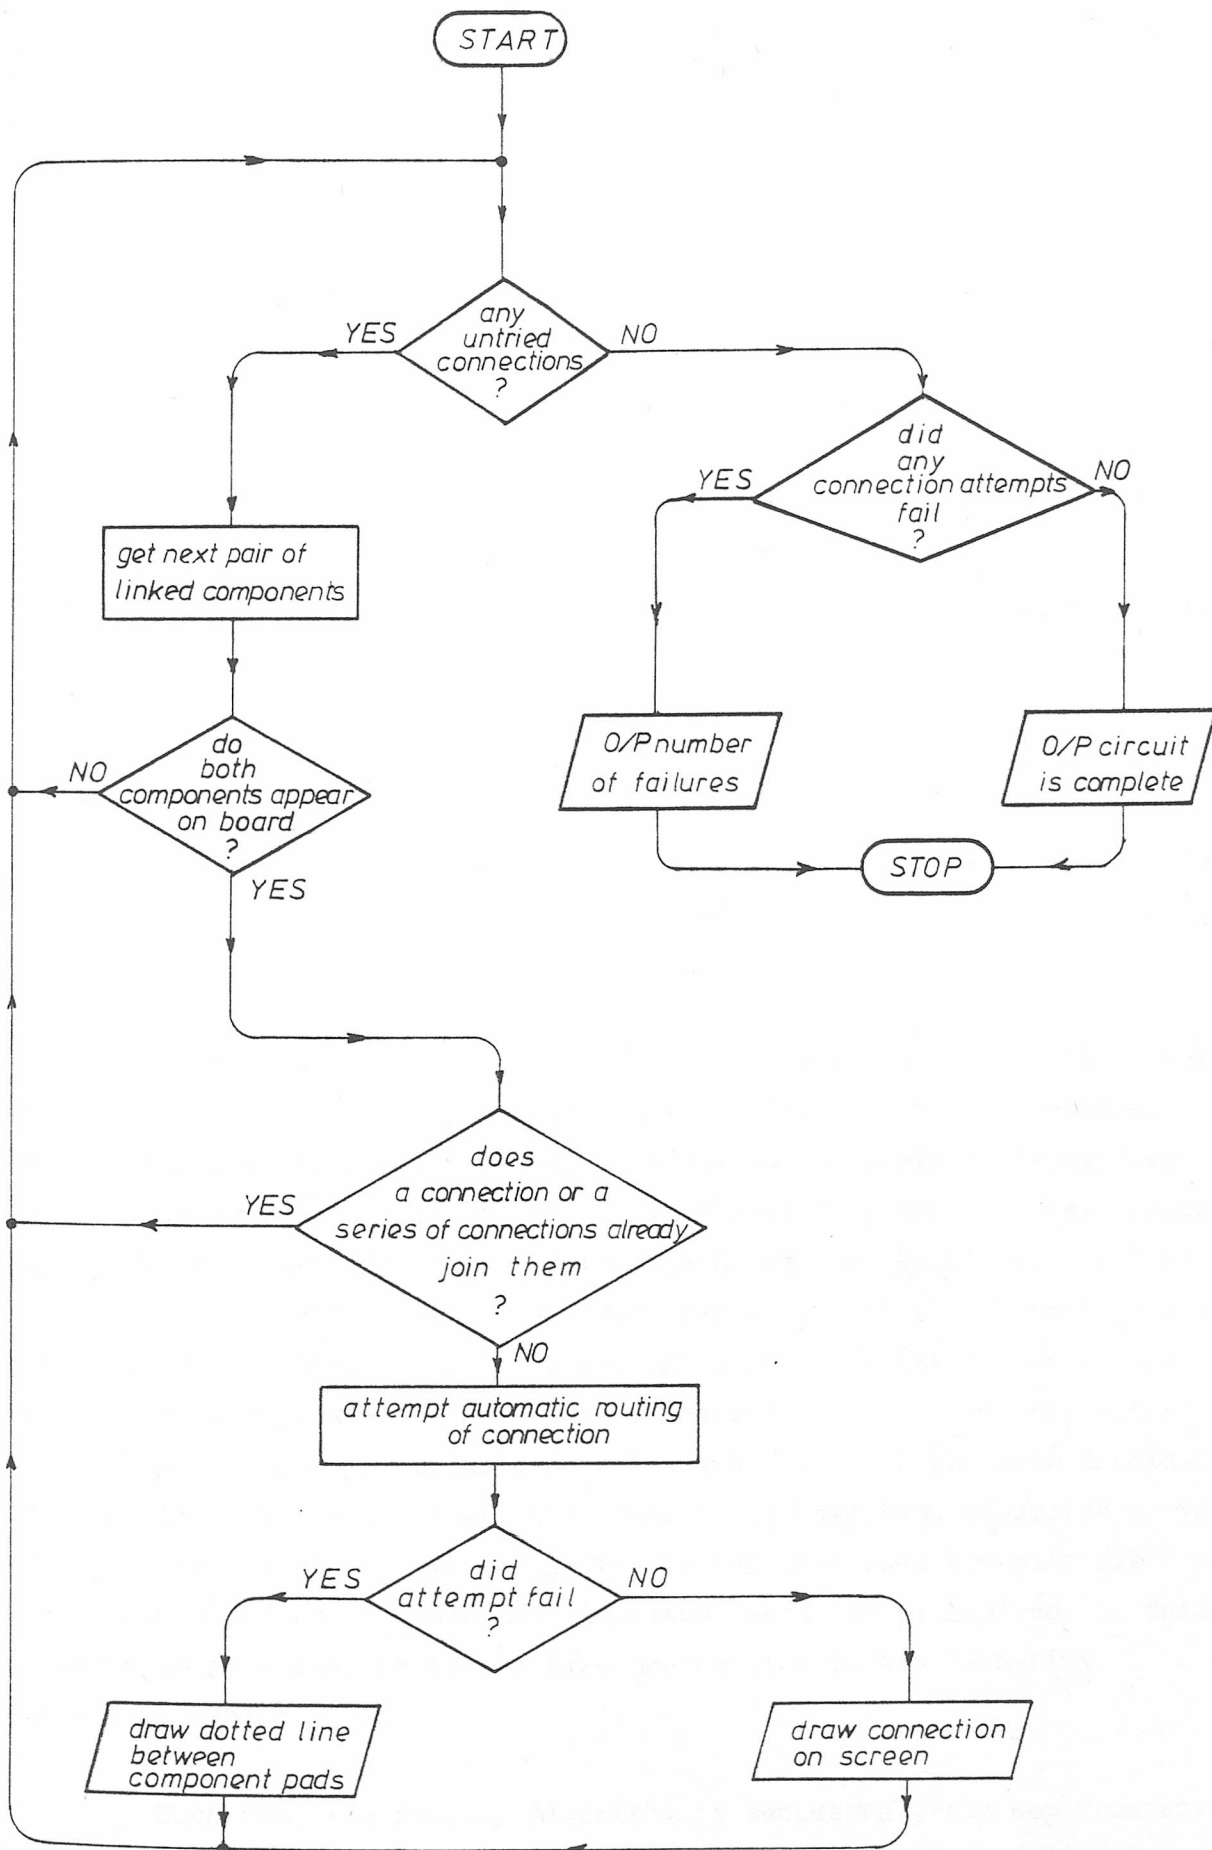 START
any
untried
connections
?
YES
NO
did
any
connection attempts
fail
?
YES
NO
get next pair of
linked components
do
both
components appear
on board
?
NO
YES
O/P number
of failures
O/P circuit
is complete
STOP
does
a connection or a
series of connections already
join them
?
YES
NO
attempt automatic routing
of connection
did
attempt fail
?
YES
NO
draw dotted line
between
component pads
draw connection
on screen